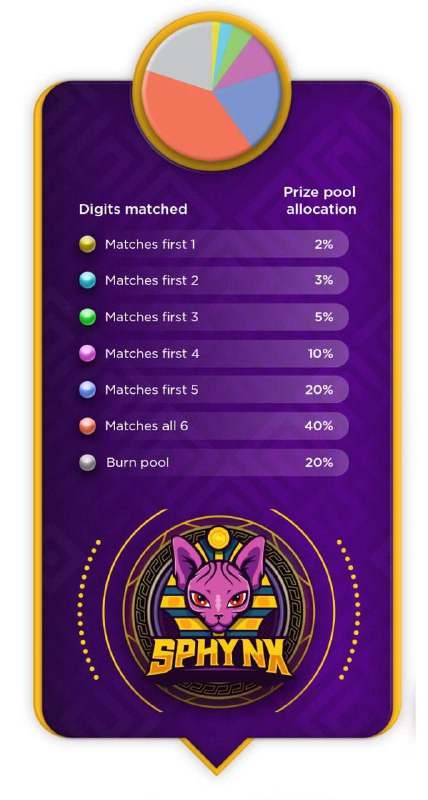 Prize pool
Digits matched allocation
Matches first 1 2%
Matches first 2 3%
Matches first 3 5%
Matches first 4 10%
Matches first 5 20%
Matches all 6 40%
Burn pool 20%
SPHYNX